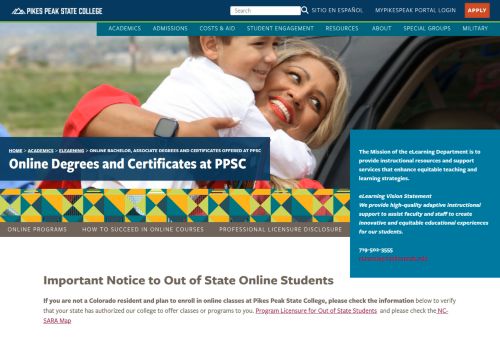 PIKES PEAK STATE COLLEGE
Search
SITIO EN ESPAÑOL
MYPIKESPEAK PORTAL LOGIN
APPLY
ACADEMICS ADMISSIONS COSTS & AID STUDENT ENGAGEMENT RESOURCES ABOUT SPECIAL GROUPS MILITARY
HOME > ACADEMICS > ELEARNING > ONLINE BACHELOR, ASSOCIATE DEGREES AND CERTIFICATES OFFERED AT PPSC
Online Degrees and Certificates at PPSC
The Mission of the eLearning Department is to
provide instructional resources and support
services that enhance equitable teaching and
learning strategies.
eLearning Vision Statement
We provide high-quality adaptive instructional
support to assist faculty and staff to create
innovative and equitable educational experiences
for our students.
719-502-3555
ONLINE PROGRAMS HOW TO SUCCEED IN ONLINE COURSES PROFESSIONAL LICENSURE DISCLOSURE
Important Notice to Out of State Online Students
If you are not a Colorado resident and plan to enroll in online classes at Pikes Peak State College, please check the information below to verify
that your state has authorized our college to offer classes or programs to you. Program Licensure for Out of State Students and please check the NC-
SARA Map